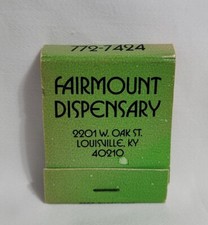 772-7424
FAIRMOUNT
DISPENSARY
2201 W. OAK ST.
LOUISVILLE, KY
40210